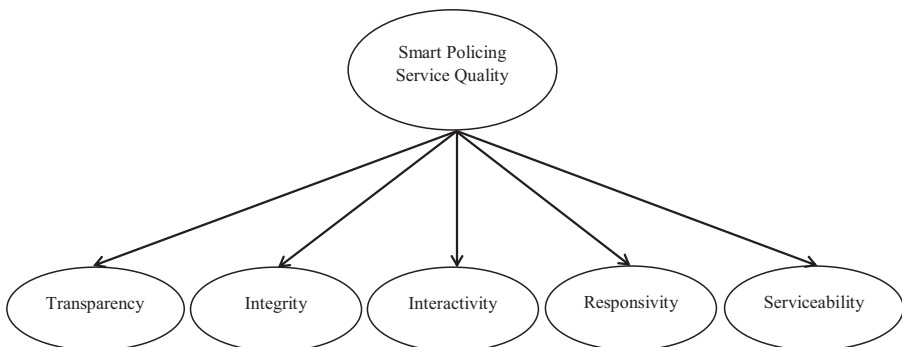 Smart Policing
Service Quality
Transparency
Integrity
Interactivity
Responsivity
Serviceability